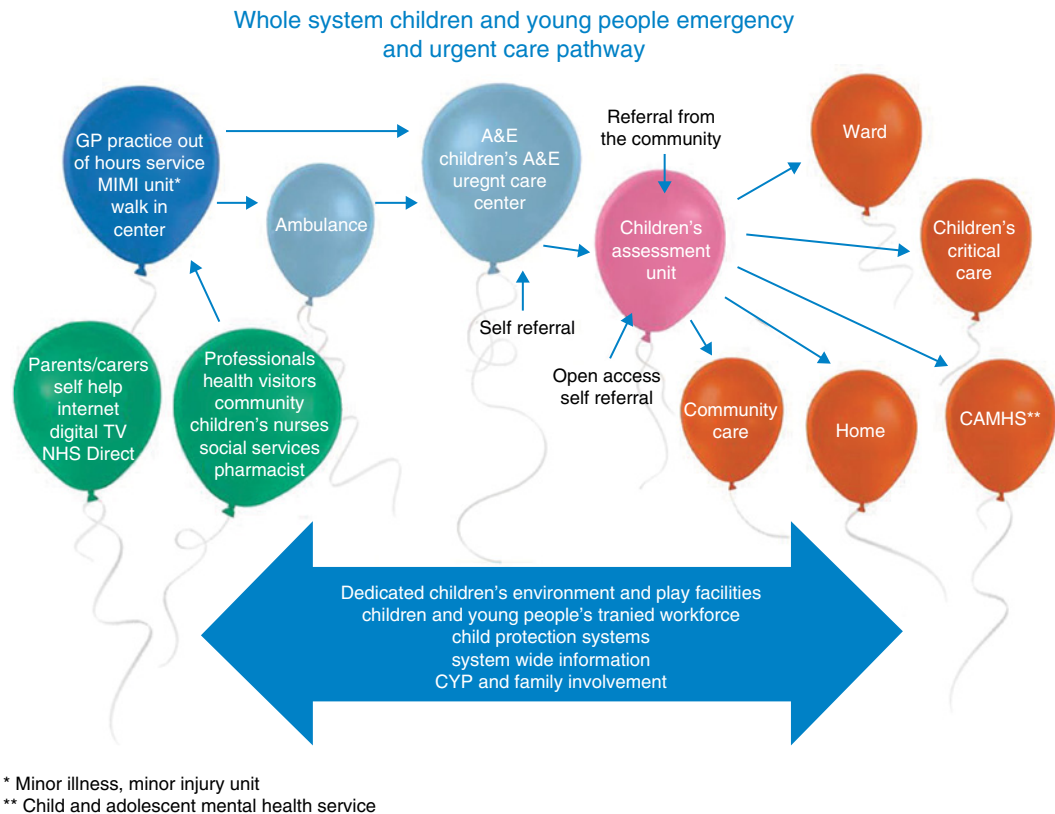 Whole system children and young people emergency
and urgent care pathway
GP practice out
of hours service
MIMI unit*
walk in
center
Ambulance
A&E
children's A&E
uregnt care
center
Self referral
Referral from
the community
Children's
assessment
unit
Open access
self referral
Ward
Children's
critical
care
Parents/carers
self help
internet
digital TV
NHS Direct
Professionals
health visitors
community
children's nurses
social services
pharmacist
Community
care
Home
CAMHS**
Dedicated children's environment and play facilities
children and young people's tranied workforce
child protection systems
system wide information
CYP and family involvement
* Minor illness, minor injury unit
** Child and adolescent mental health service